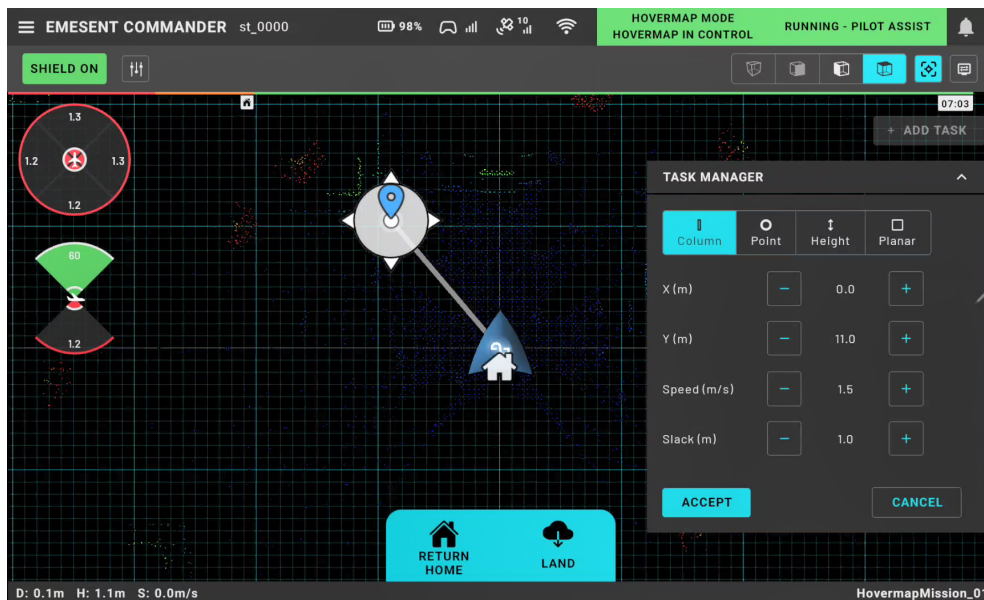 EMESENT COMMANDER st_0000 98% 10 HOVERMAP MODE
HOVERMAP IN CONTROL RUNNING - PILOT ASSIST
SHIELD ON
07:03
+ ADD TASK
1.3
1.2 1.3
1.2
60
1.2
TASK MANAGER
Column Point Height Planar
X (m) − 0.0 +
Y (m) − 11.0 +
Speed (m/s) − 1.5 +
Slack (m) − 1.0 +
ACCEPT CANCEL
RETURN
HOME
LAND
D: 0.1m H: 1.1m S: 0.0m/s HovermapMission_01